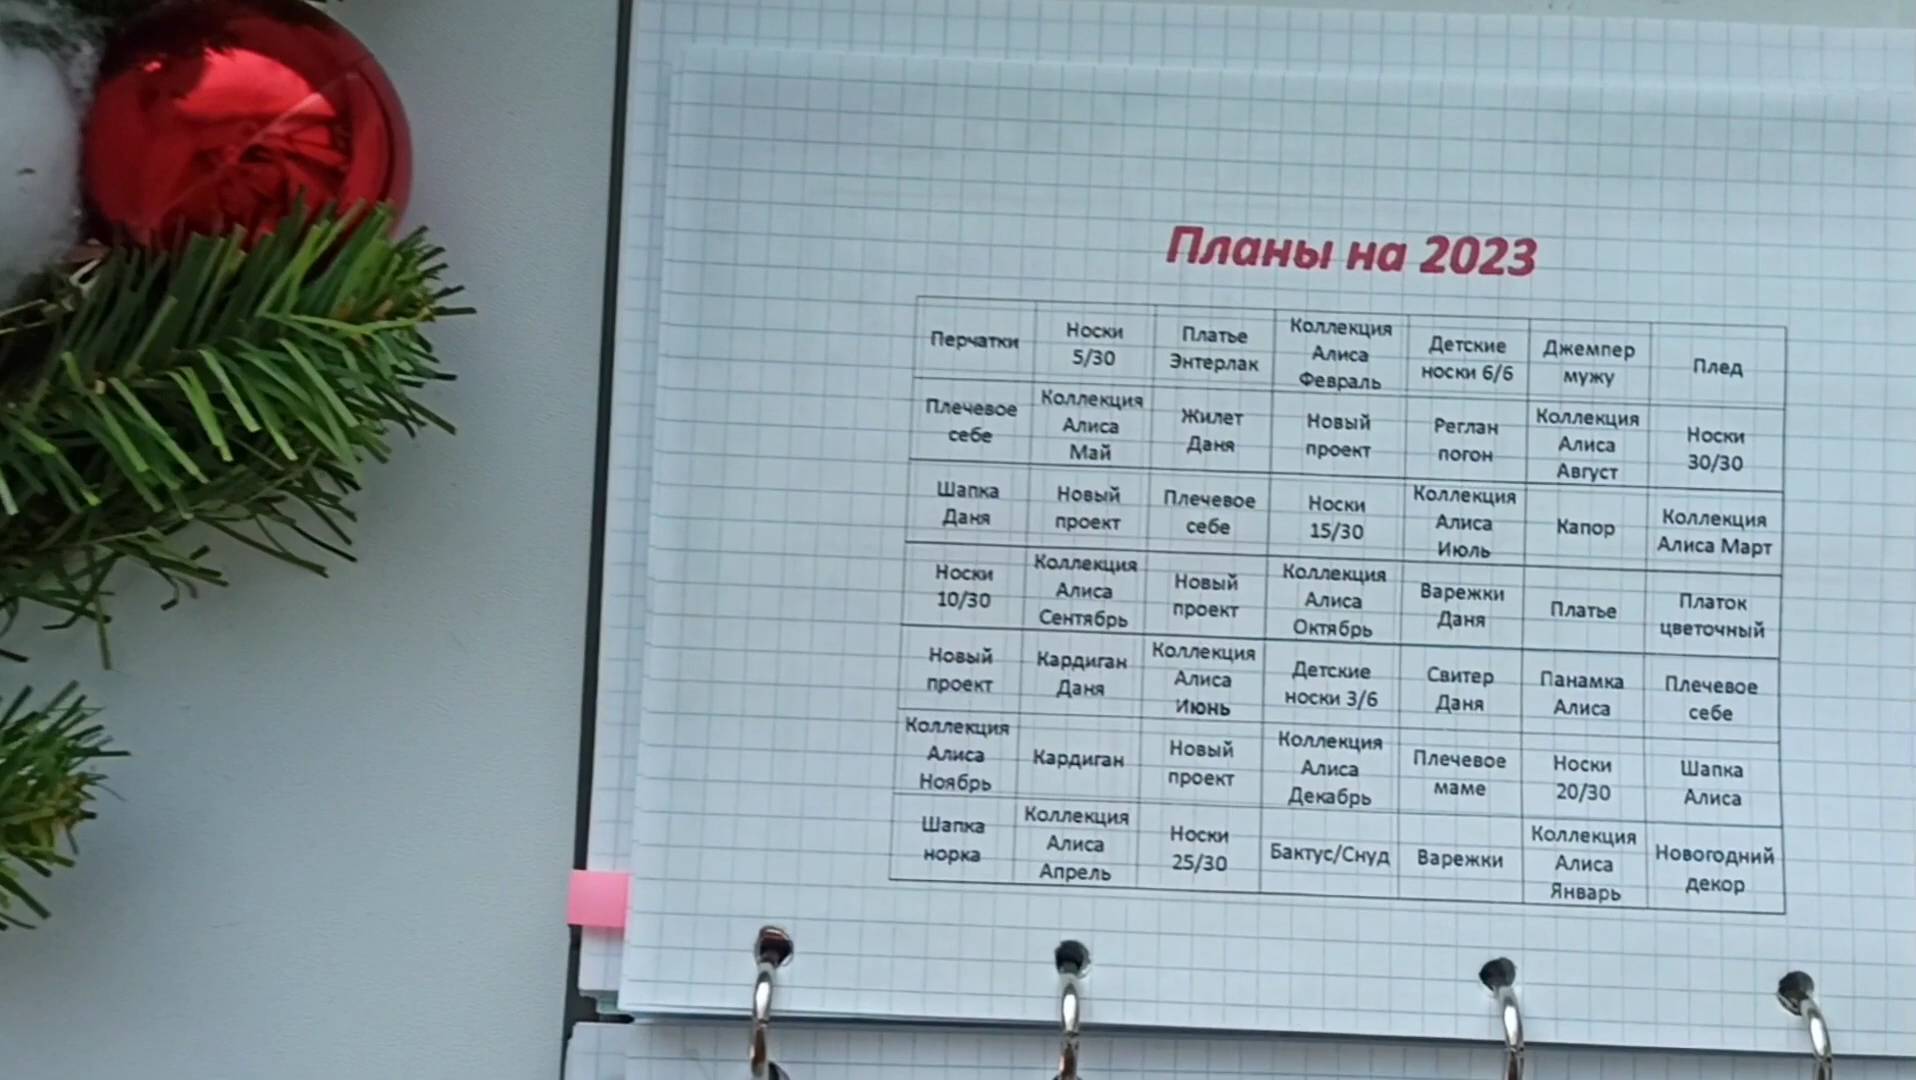 Планы на 2023
Перчатки
Носки
5/30
Платье
Энтерлак
Коллекция
Алиса
Февраль
Детские
носки 6/6
Джемпер
мужу
Плед
Плечевое
себе
Коллекция
Алиса
Май
Жилет
Даня
Новый
проект
Реглан
погон
Коллекция
Алиса
Август
Носки
30/30
Шапка
Даня
Новый
проект
Плечевое
себе
Носки
15/30
Коллекция
Алиса
Июль
Капор
Коллекция
Алиса Март
Носки
10/30
Коллекция
Алиса
Сентябрь
Новый
проект
Коллекция
Алиса
Октябрь
Варежки
Даня
Платье
Платок
цветочный
Новый
проект
Кардиган
Даня
Коллекция
Алиса
Июнь
Детские
носки 3/6
Свитер
Даня
Панамка
Алиса
Плечевое
себе
Коллекция
Алиса
Ноябрь
Кардиган
Новый
проект
Коллекция
Алиса
Декабрь
Плечевое
маме
Носки
20/30
Шапка
Алиса
Шапка
норка
Коллекция
Алиса
Апрель
Носки
25/30
Бактус/Снуд
Варежки
Коллекция
Алиса
Январь
Новогодний
декор